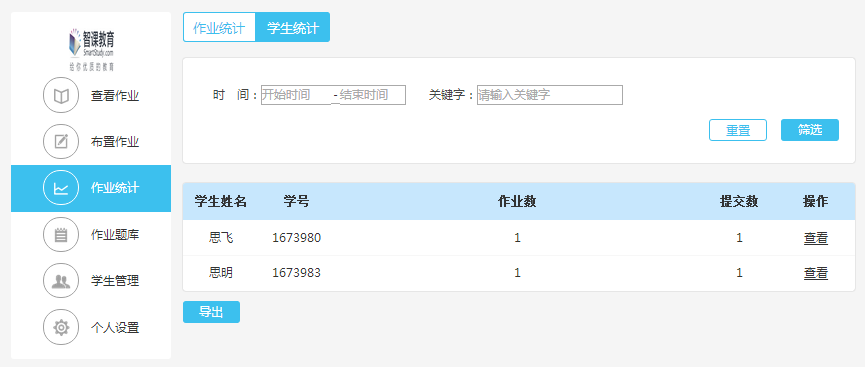 智课教育
SmartStudy.com
给你优质的教育
查看作业
布置作业
作业统计
作业题库
学生管理
个人设置
作业统计 学生统计
时 间：开始时间 - 结束时间 关键字：请输入关键字
重置 筛选
学生姓名 学号 作业数 提交数 操作
思飞 1673980 1 1 查看
思明 1673983 1 1 查看
导出